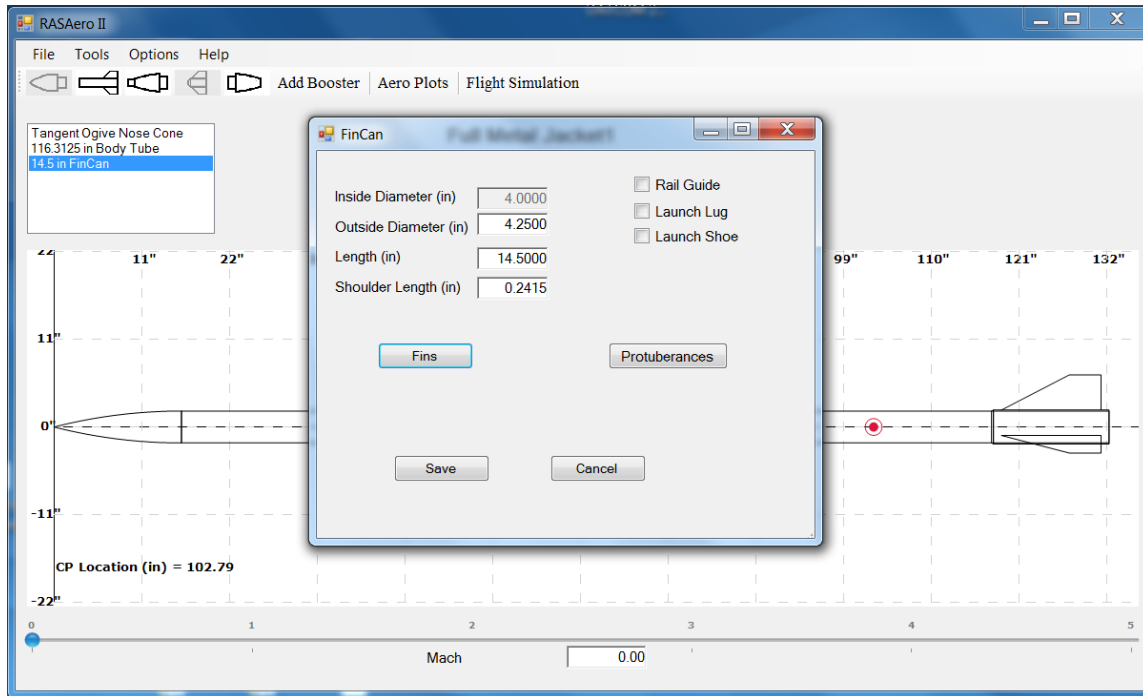 RASAero II
File Tools Options Help
Add Booster Aero Plots Flight Simulation
Tangent Ogive Nose Cone
116.3125 in Body Tube
14.5 in FinCan
FinCan Full Metal Jacket1
Inside Diameter (in) 4.0000
Outside Diameter (in) 4.2500
Length (in) 14.5000
Shoulder Length (in) 0.2415
Rail Guide
Launch Lug
Launch Shoe
Fins Protuberances
Save Cancel
22" 11" 22" 99" 110" 121" 132"
11"
0"
-11"
CP Location (in) = 102.79
-22"
0 1 2 3 4 5
Mach 0.00